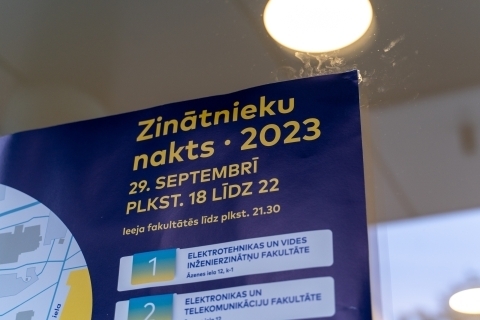 Zinātnieku
nakts · 2023
29. SEPTEMBRĪ
PLKST. 18 LĪDZ 22
Ieeja fakultātēs līdz plkst. 21.30
1
ELEKTROTEHNIKAS UN VIDES
INŽENIERZINĀTŅU FAKULTĀTE
Āzenes iela 12, k-1
2
ELEKTRONIKAS UN
TELEKOMUNIKĀCIJU FAKULTĀTE
iela